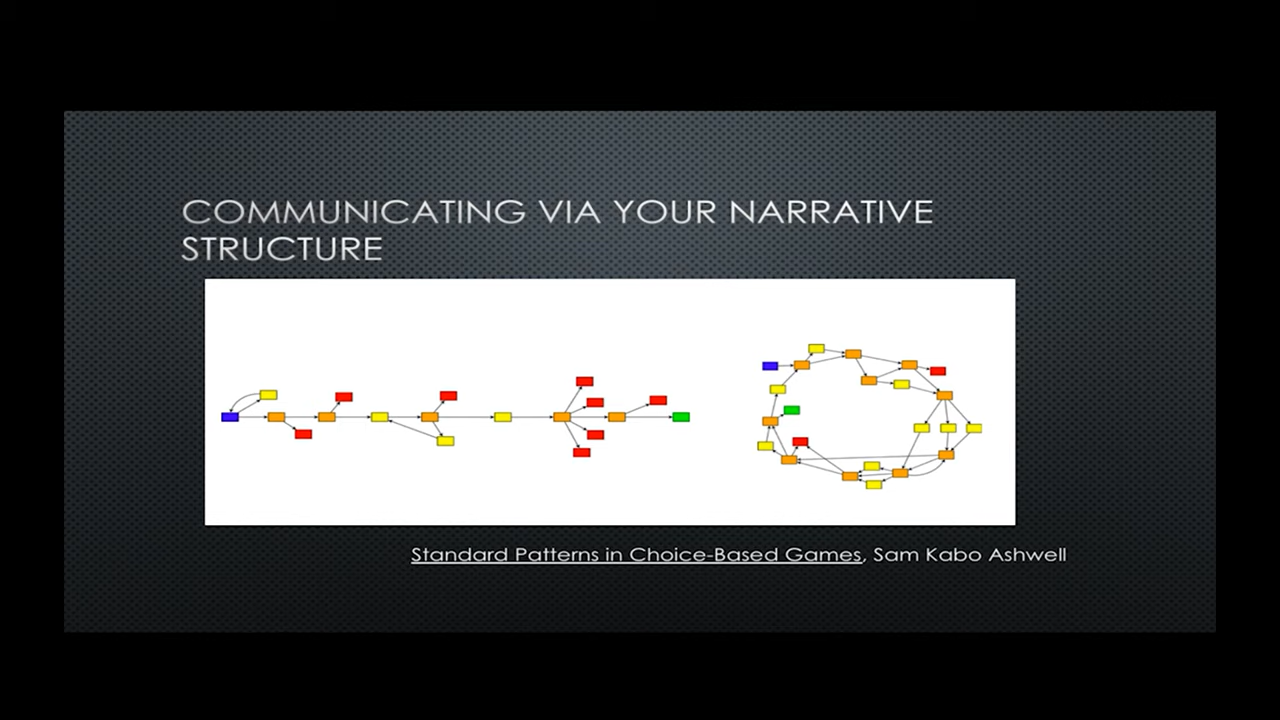 COMMUNICATING VIA YOUR NARRATIVE
STRUCTURE
Standard Patterns in Choice-Based Games, Sam Kabo Ashwell